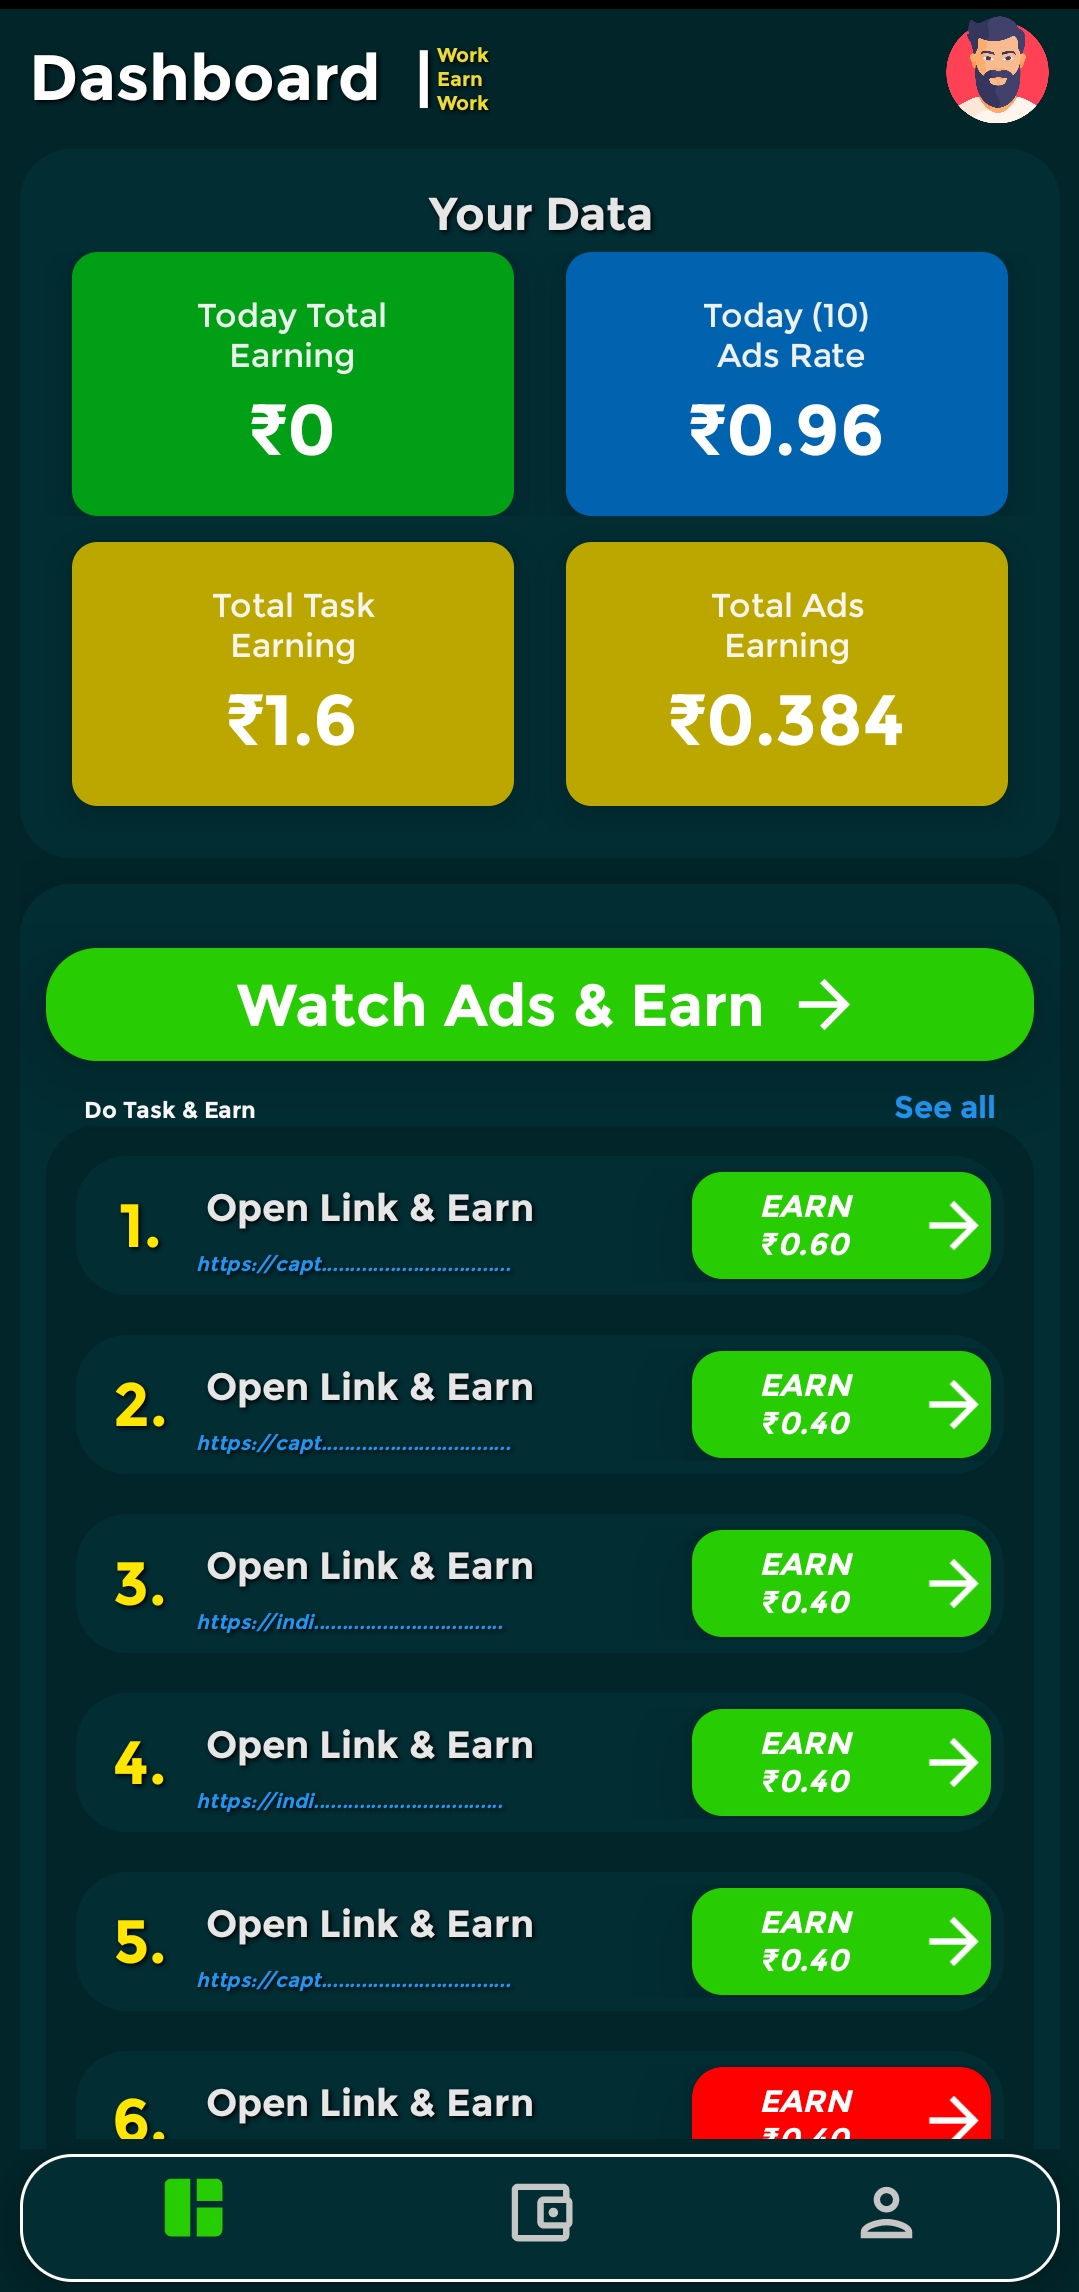 Dashboard
Work
Earn
Work
Your Data
Today Total
Earning
₹0
Today (10)
Ads Rate
₹0.96
Total Task
Earning
₹1.6
Total Ads
Earning
₹0.384
Watch Ads & Earn
Do Task & Earn
See all
1.
Open Link & Earn
https://capt.................................
EARN
₹0.60
2.
Open Link & Earn
https://capt.................................
EARN
₹0.40
3.
Open Link & Earn
https://indi.................................
EARN
₹0.40
4.
Open Link & Earn
https://indi.................................
EARN
₹0.40
5.
Open Link & Earn
https://capt.................................
EARN
₹0.40
6.
Open Link & Earn
EARN
₹0.40